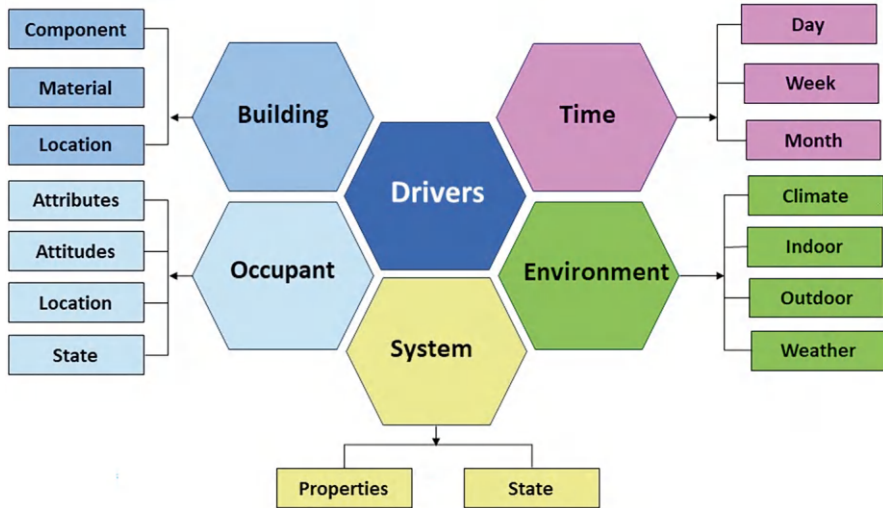 Component
Material
Location
Building
Time
Day
Week
Month
Drivers
Attributes
Attitudes
Location
State
Occupant
Environment
Climate
Indoor
Outdoor
Weather
System
Properties
State